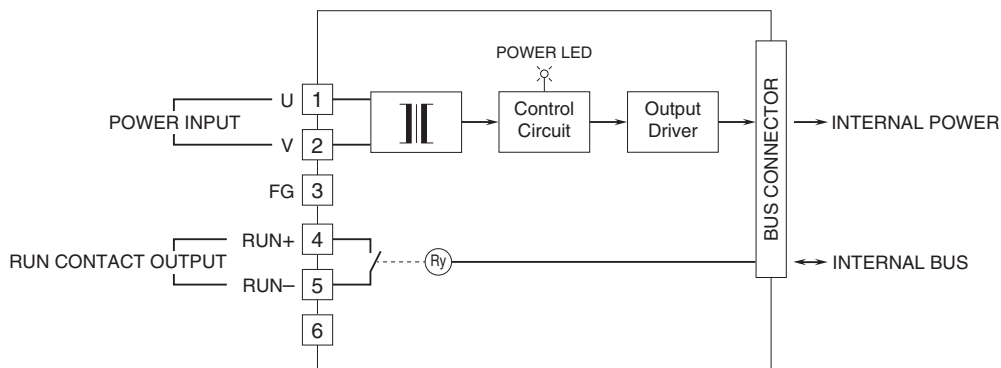 POWER LED
U 1
POWER INPUT
V 2
Control
Circuit
Output
Driver
BUS CONNECTOR
INTERNAL POWER
FG 3
RUN+ 4
RUN CONTACT OUTPUT
RUN– 5
Ry
INTERNAL BUS
6